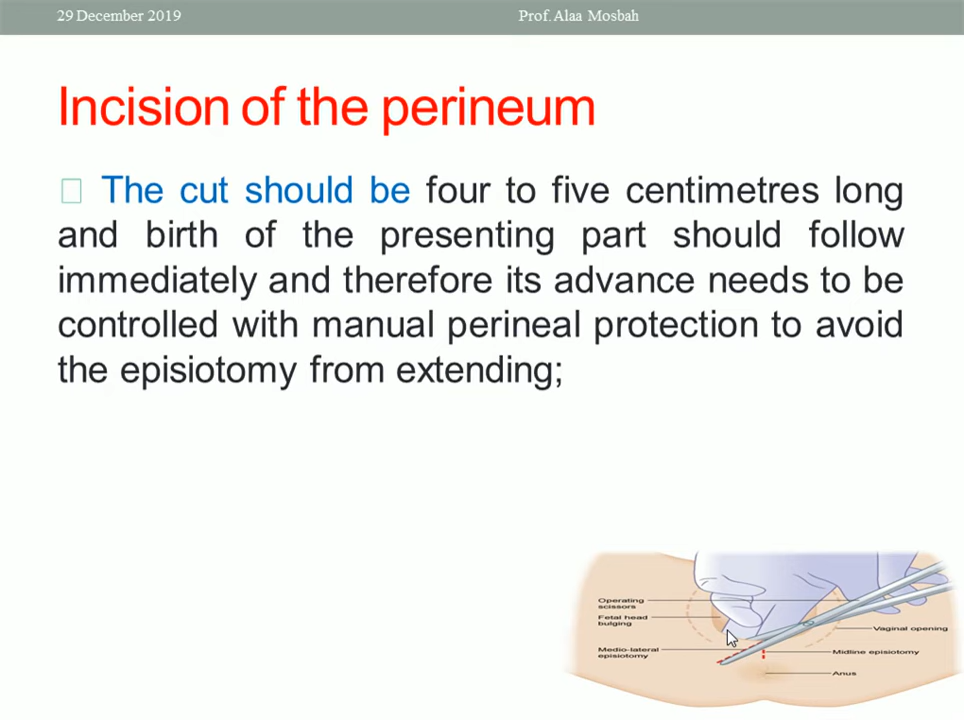 29 December 2019
Prof. Alaa Mosbah
Incision of the perineum
The cut should be four to five centimetres long
and birth of the presenting part should follow
immediately and therefore its advance needs to be
controlled with manual perineal protection to avoid
the episiotomy from extending;
Operating
scissors
Fetal head
bulging
Vaginal opening
Medio-lateral
episiotomy
Midline episiotomy
Anus